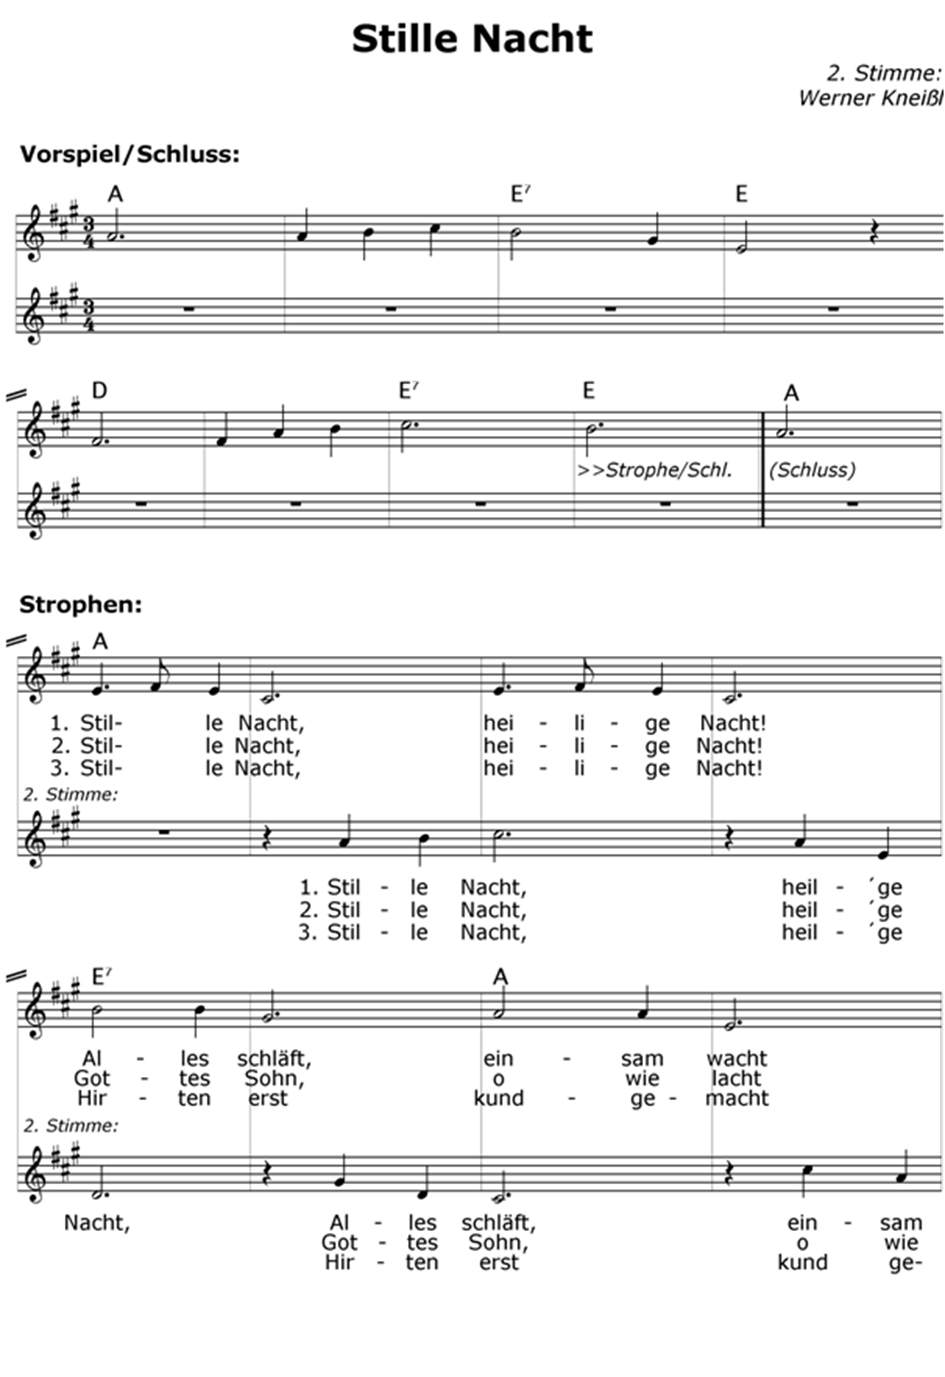 Stille Nacht
2. Stimme:
Werner Kneißl
Vorspiel/Schluss:
A E7 E
3 4
3 4
D E7 E A
>>Strophe/Schl. (Schluss)
Strophen:
A
1. Stil- le Nacht, hei - li - ge Nacht!
2. Stil- le Nacht, hei - li - ge Nacht!
3. Stil- le Nacht, hei - li - ge Nacht!
2. Stimme:
1. Stil - le Nacht, heil - ´ge
2. Stil - le Nacht, heil - ´ge
3. Stil - le Nacht, heil - ´ge
E7 A
Al - les schläft, ein - sam wacht
Got - tes Sohn, o wie lacht
Hir - ten erst kund - ge - macht
2. Stimme:
Nacht, Al - les schläft, ein - sam
Got - tes Sohn, o wie
Hir - ten erst kund ge-